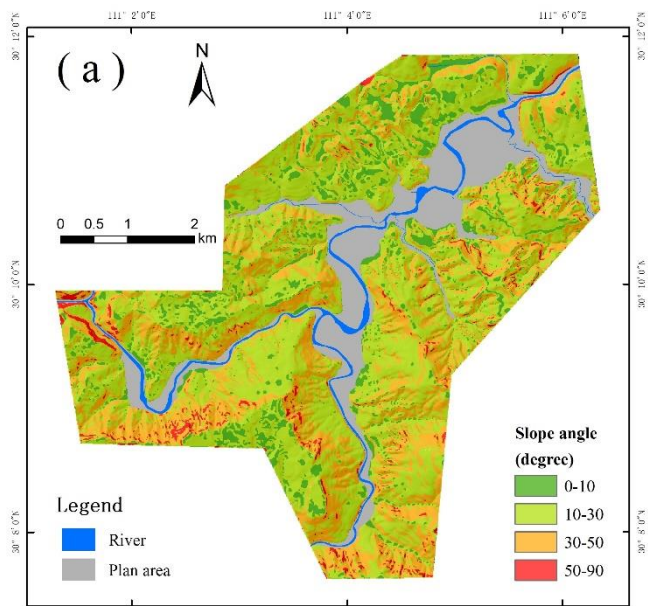 111° 2'0"E
111° 4'0"E
111° 6'0"E
30° 12'0"N
30° 12'0"N
( a )
N
0 0.5 1 2
km
30° 10'0"N
30° 10'0"N
Slope angle
(degree)
Legend
0-10
River
10-30
Plan area
30-50
50-90
30° 8'0"N
30° 8'0"N